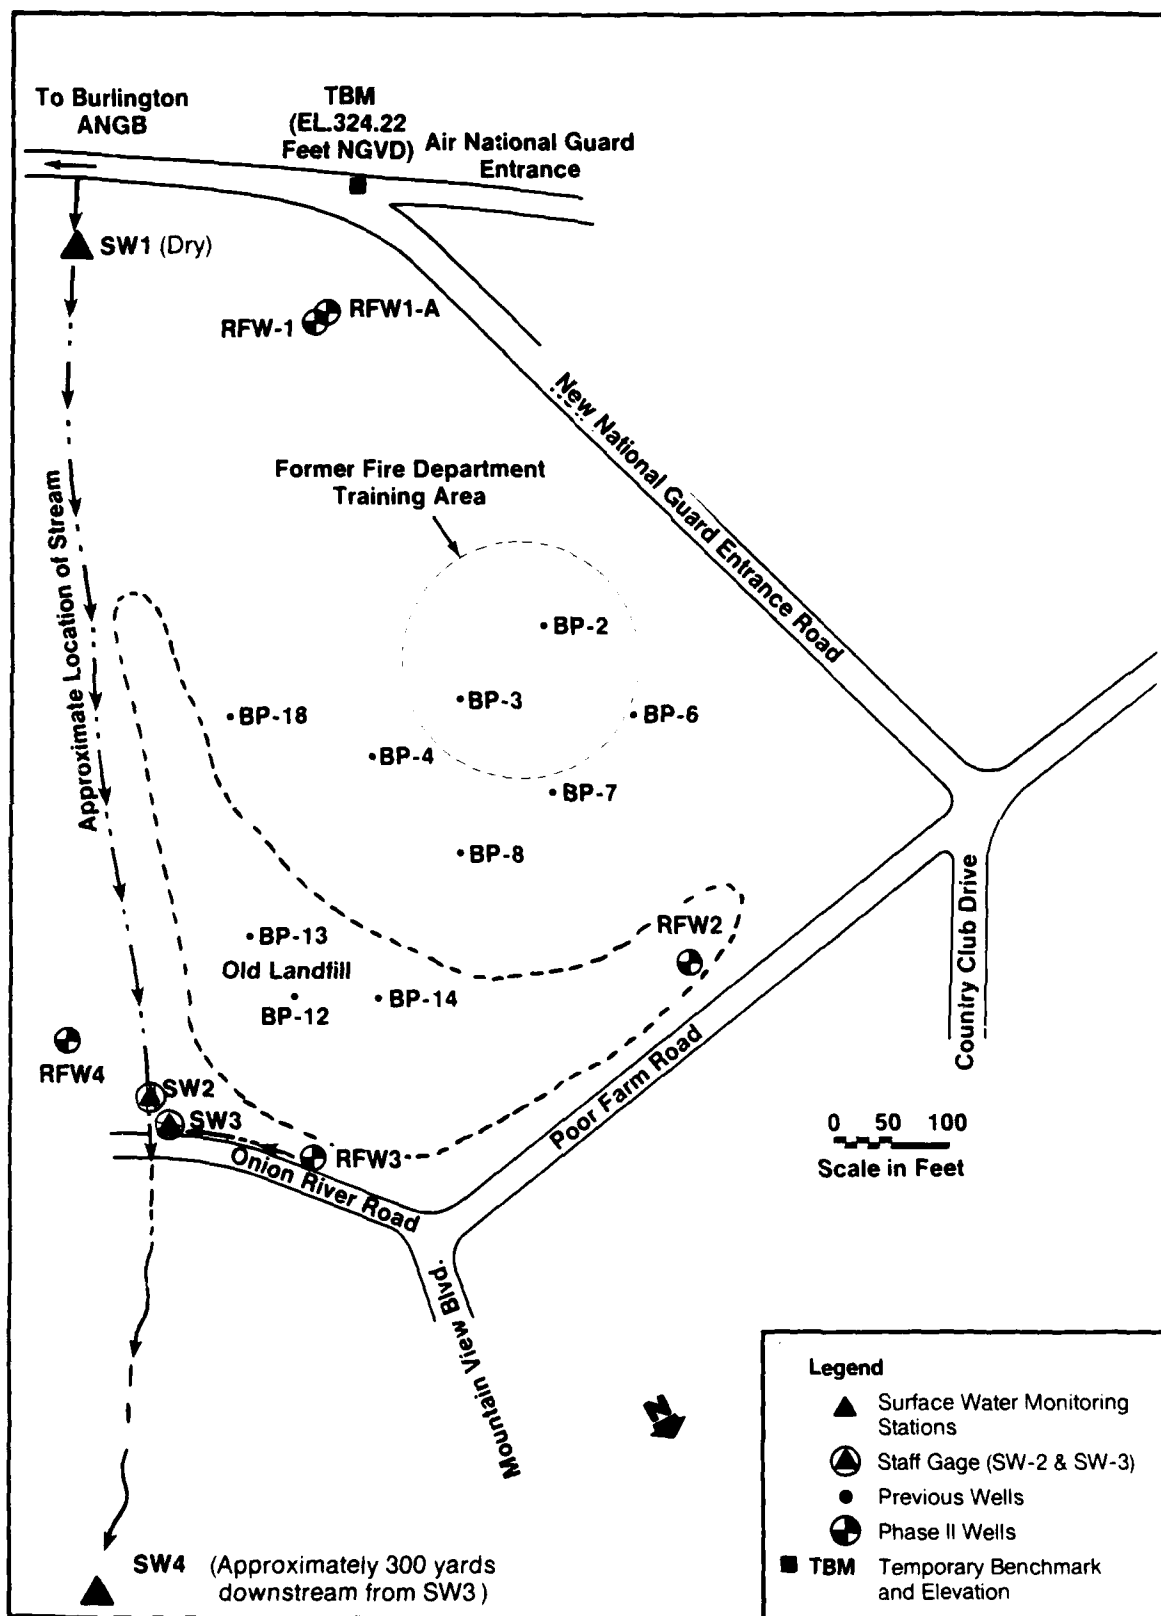 To Burlington
ANGB
TBM
(EL.324.22
Feet NGVD)
Air National Guard
Entrance
SW1 (Dry)
RFW-1
RFW1-A
New National Guard Entrance Road
Former Fire Department
Training Area
Approximate Location of Stream
BP-2
BP-3
BP-18
BP-6
BP-4
BP-7
BP-8
RFW2
BP-13
Old Landfill
BP-12
BP-14
Country Club Drive
RFW4
SW2
SW3
RFW3
Poor Farm Road
Onion River Road
0 50 100
Scale in Feet
Mountain View Blvd.
N
SW4 (Approximately 300 yards
downstream from SW3)
Legend
Surface Water Monitoring
Stations
Staff Gage (SW-2 & SW-3)
Previous Wells
Phase II Wells
TBM Temporary Benchmark
and Elevation